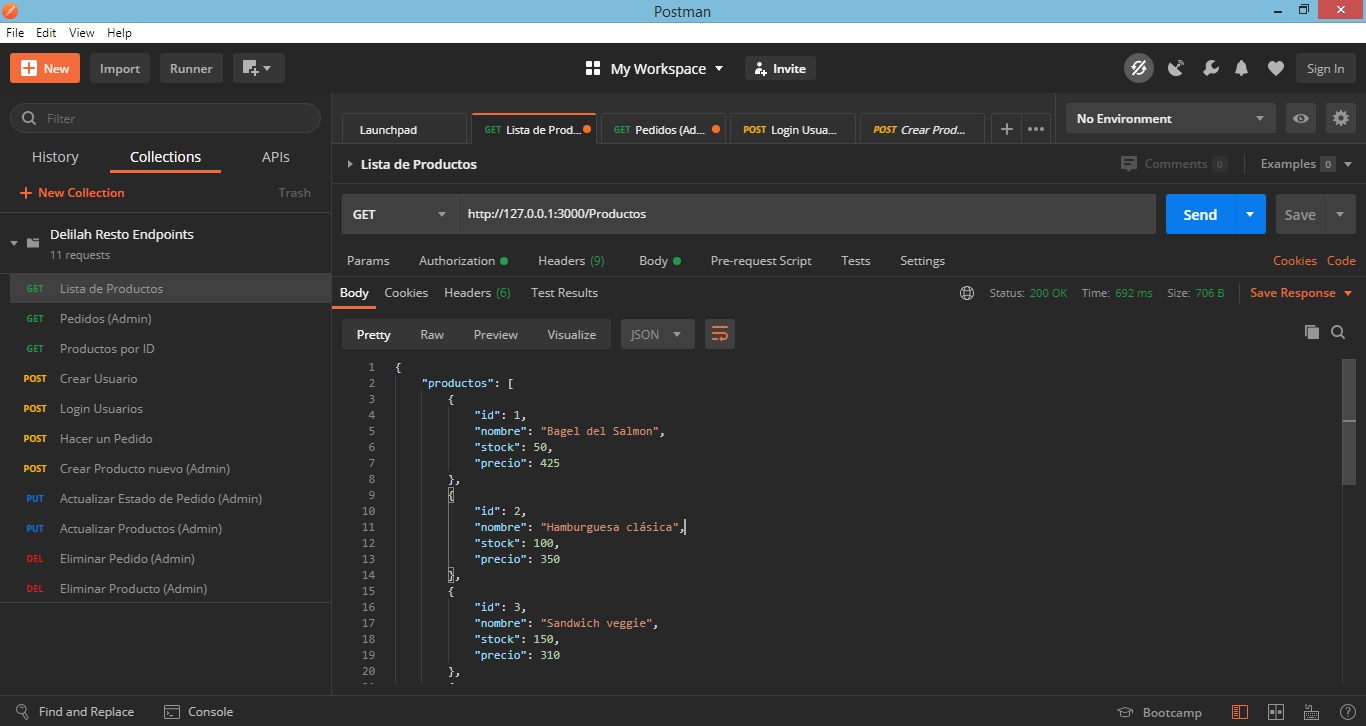 Postman
File Edit View Help
New Import Runner My Workspace Invite Sign In
Filter
History Collections APIs
New Collection Trash
Delilah Resto Endpoints
11 requests
GET Lista de Productos
GET Pedidos (Admin)
GET Productos por ID
POST Crear Usuario
POST Login Usuarios
POST Hacer un Pedido
POST Crear Producto nuevo (Admin)
PUT Actualizar Estado de Pedido (Admin)
PUT Actualizar Productos (Admin)
DEL Eliminar Pedido (Admin)
DEL Eliminar Producto (Admin)
Launchpad GET Lista de Prod... GET Pedidos (Ad... POST Login Usua... POST Crear Prod... No Environment
Lista de Productos Comments 0 Examples 0
GET http://127.0.0.1:3000/Productos Send Save
Params Authorization Headers (9) Body Pre-request Script Tests Settings Cookies Code
Body Cookies Headers (6) Test Results Status: 200 OK Time: 692 ms Size: 706 B Save Response
Pretty Raw Preview Visualize JSON
1 {
2 "productos": [
3 {
4 "id": 1,
5 "nombre": "Bagel del Salmon",
6 "stock": 50,
7 "precio": 425
8 },
9 {
10 "id": 2,
11 "nombre": "Hamburguesa clásica",
12 "stock": 100,
13 "precio": 350
14 },
15 {
16 "id": 3,
17 "nombre": "Sandwich veggie",
18 "stock": 150,
19 "precio": 310
20 },
Find and Replace Console Bootcamp